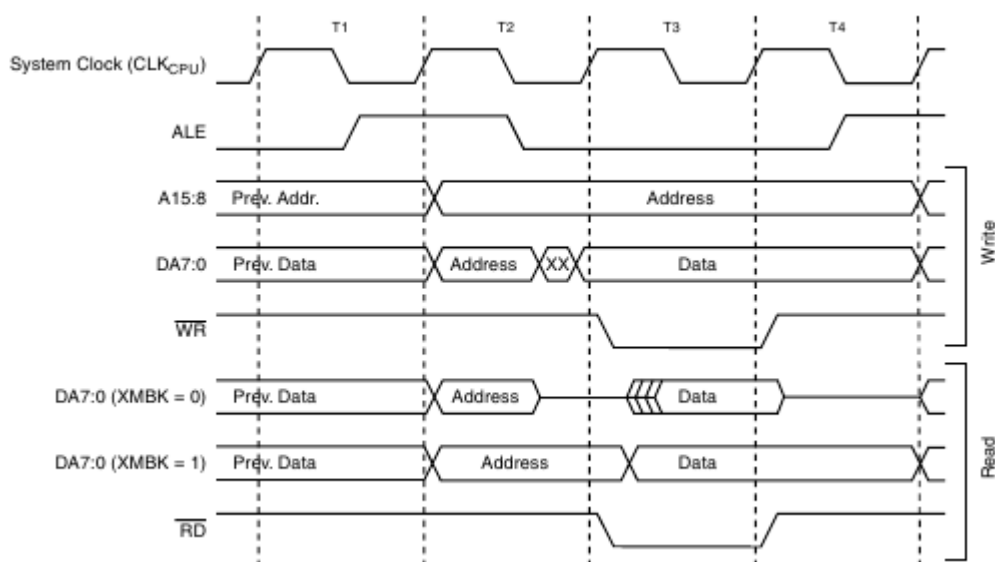 T1 T2 T3 T4
System Clock (CLKCPU)
ALE
A15:8 Prev. Addr. Address
DA7:0 Prev. Data Address XX Data
WR
Write
DA7:0 (XMBK = 0) Prev. Data Address Data
DA7:0 (XMBK = 1) Prev. Data Address Data
RD
Read